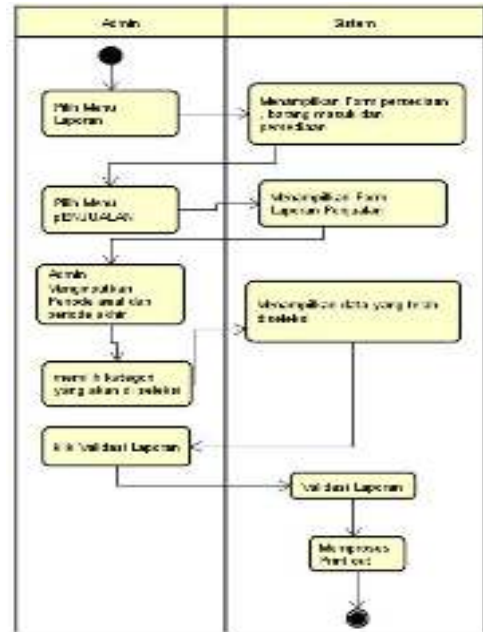 Admin
Sistem
Pilih Menu
Laporan
Menampilkan Form persediaan
, barang masuk dan
persediaan
Pilih Menu
pENJUALAN
Menampilkan Form
Laporan Penjualan
Admin
Menginputkan
Periode awal dan
periode akhir
Menampilkan data yang telah
diseleksi
memilih kategori
yang akan di seleksi
klik Validasi Laporan
Validasi Laporan
Memproses
Print out